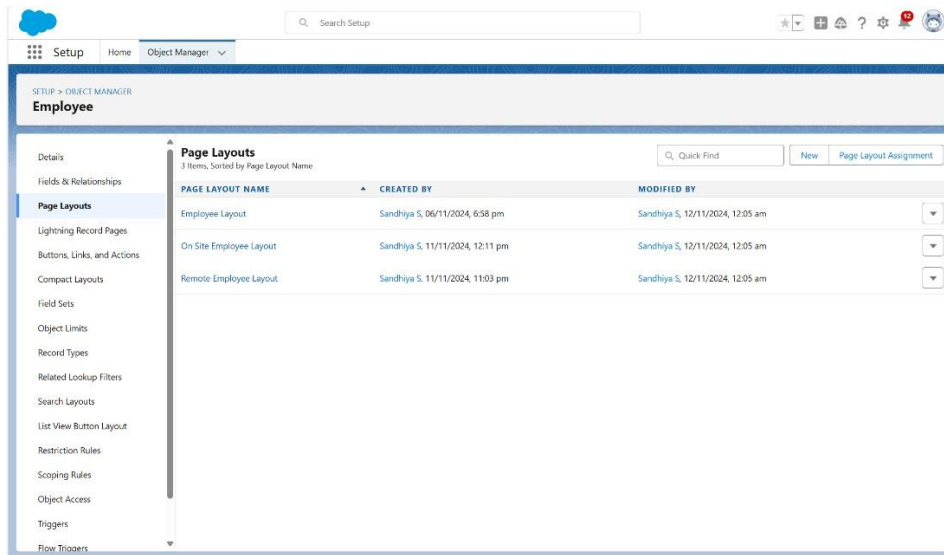 Search Setup
12
Setup Home Object Manager
SETUP > OBJECT MANAGER
Employee
Details
Fields & Relationships
Page Layouts
Lightning Record Pages
Buttons, Links, and Actions
Compact Layouts
Field Sets
Object Limits
Record Types
Related Lookup Filters
Search Layouts
List View Button Layout
Restriction Rules
Scoping Rules
Object Access
Triggers
Flow Triggers
Page Layouts
3 Items, Sorted by Page Layout Name
Quick Find New Page Layout Assignment
PAGE LAYOUT NAME CREATED BY MODIFIED BY
Employee Layout Sandhiya S, 06/11/2024, 6:58 pm Sandhiya S, 12/11/2024, 12:05 am
On Site Employee Layout Sandhiya S, 11/11/2024, 12:11 pm Sandhiya S, 12/11/2024, 12:05 am
Remote Employee Layout Sandhiya S, 11/11/2024, 11:03 pm Sandhiya S, 12/11/2024, 12:05 am